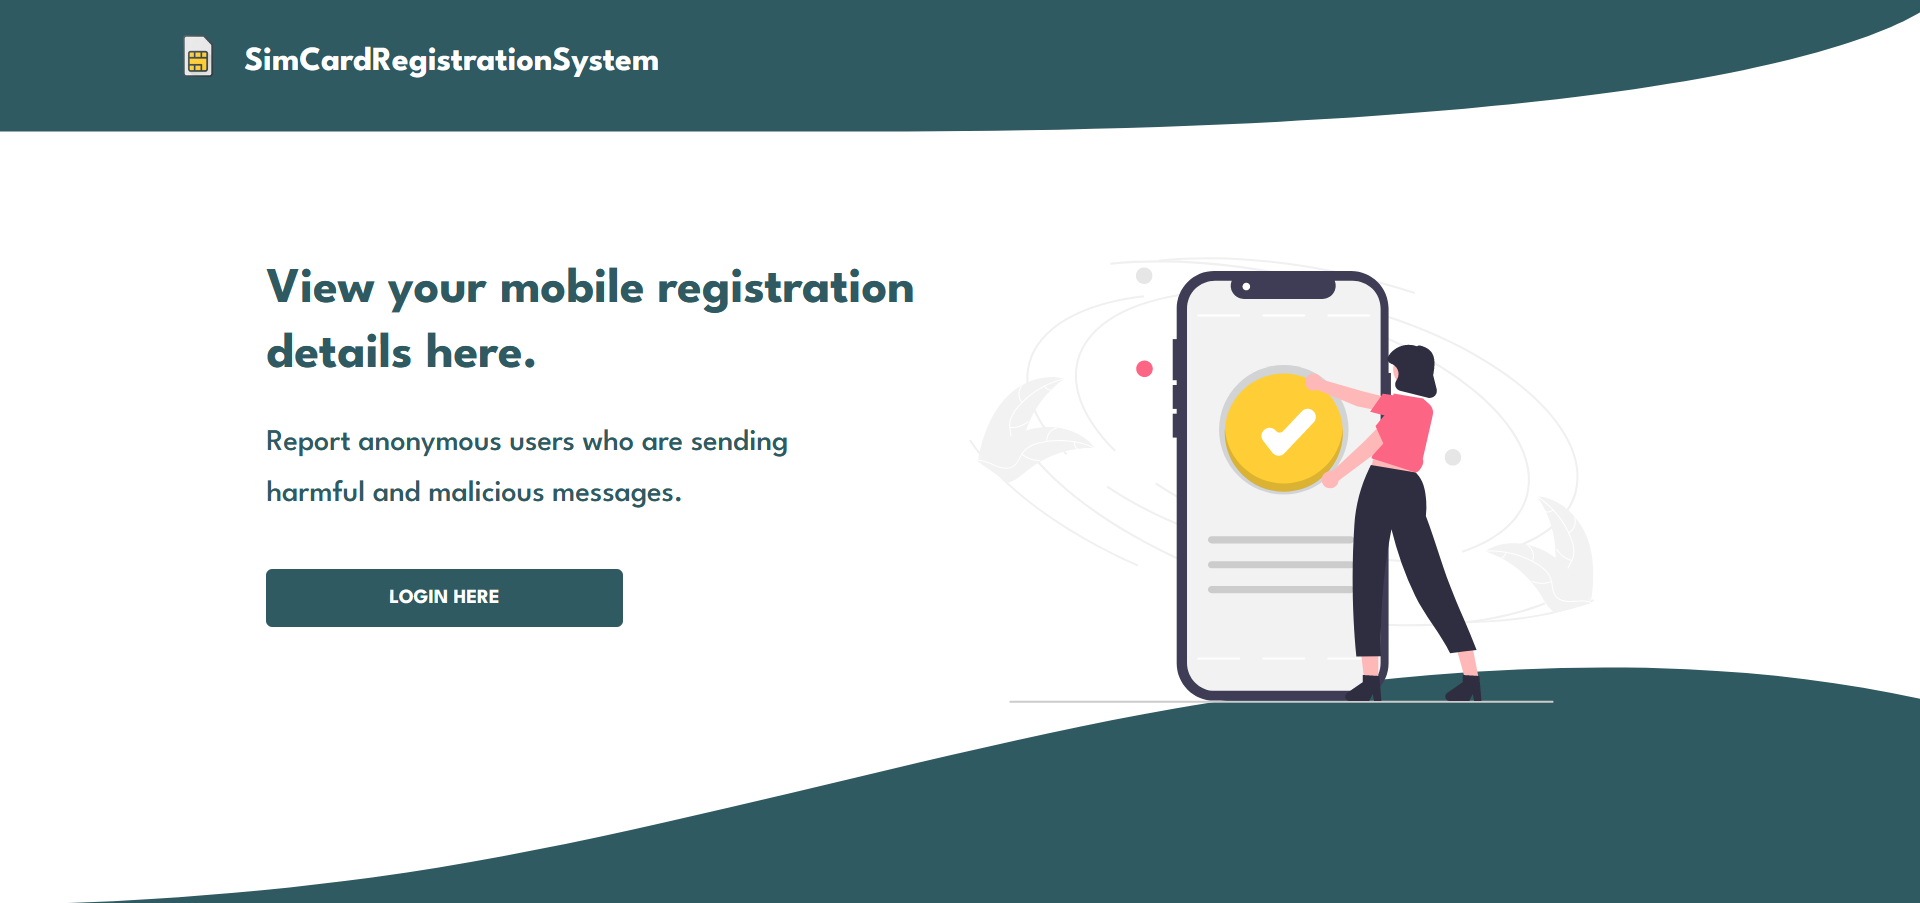 SimCardRegistrationSystem
View your mobile registration
details here.
Report anonymous users who are sending
harmful and malicious messages.
LOGIN HERE